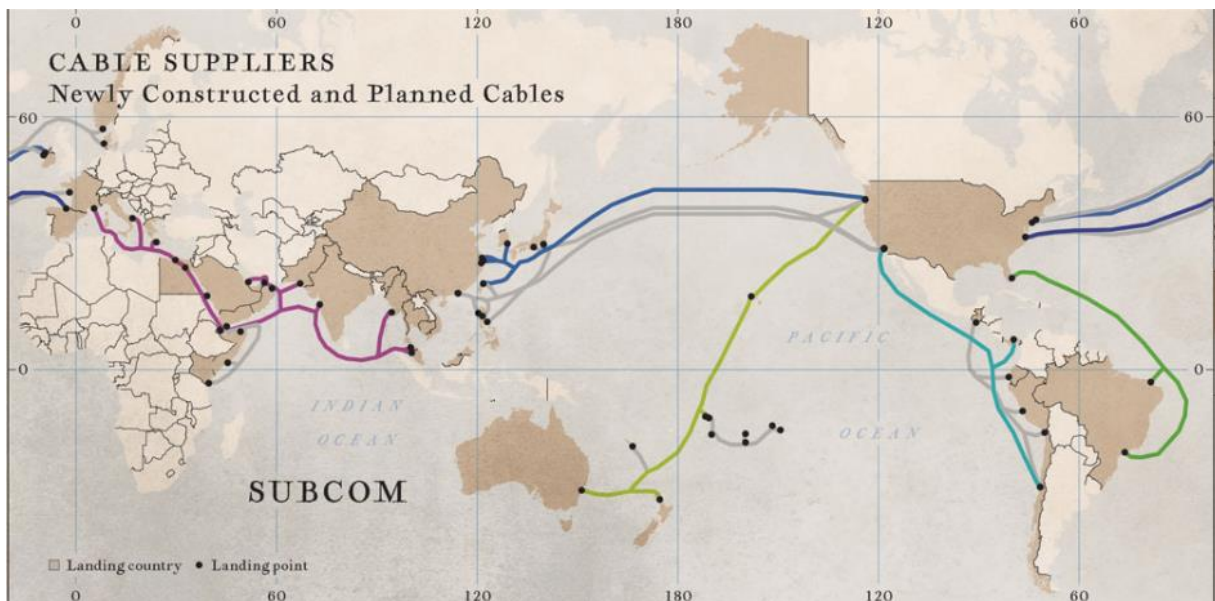 0 60 120 180 120 60
CABLE SUPPLIERS
Newly Constructed and Planned Cables
60 60
PACIFIC
0 0
INDIAN
OCEAN OCEAN
SUBCOM
Landing country Landing point
0 60 120 180 120 60